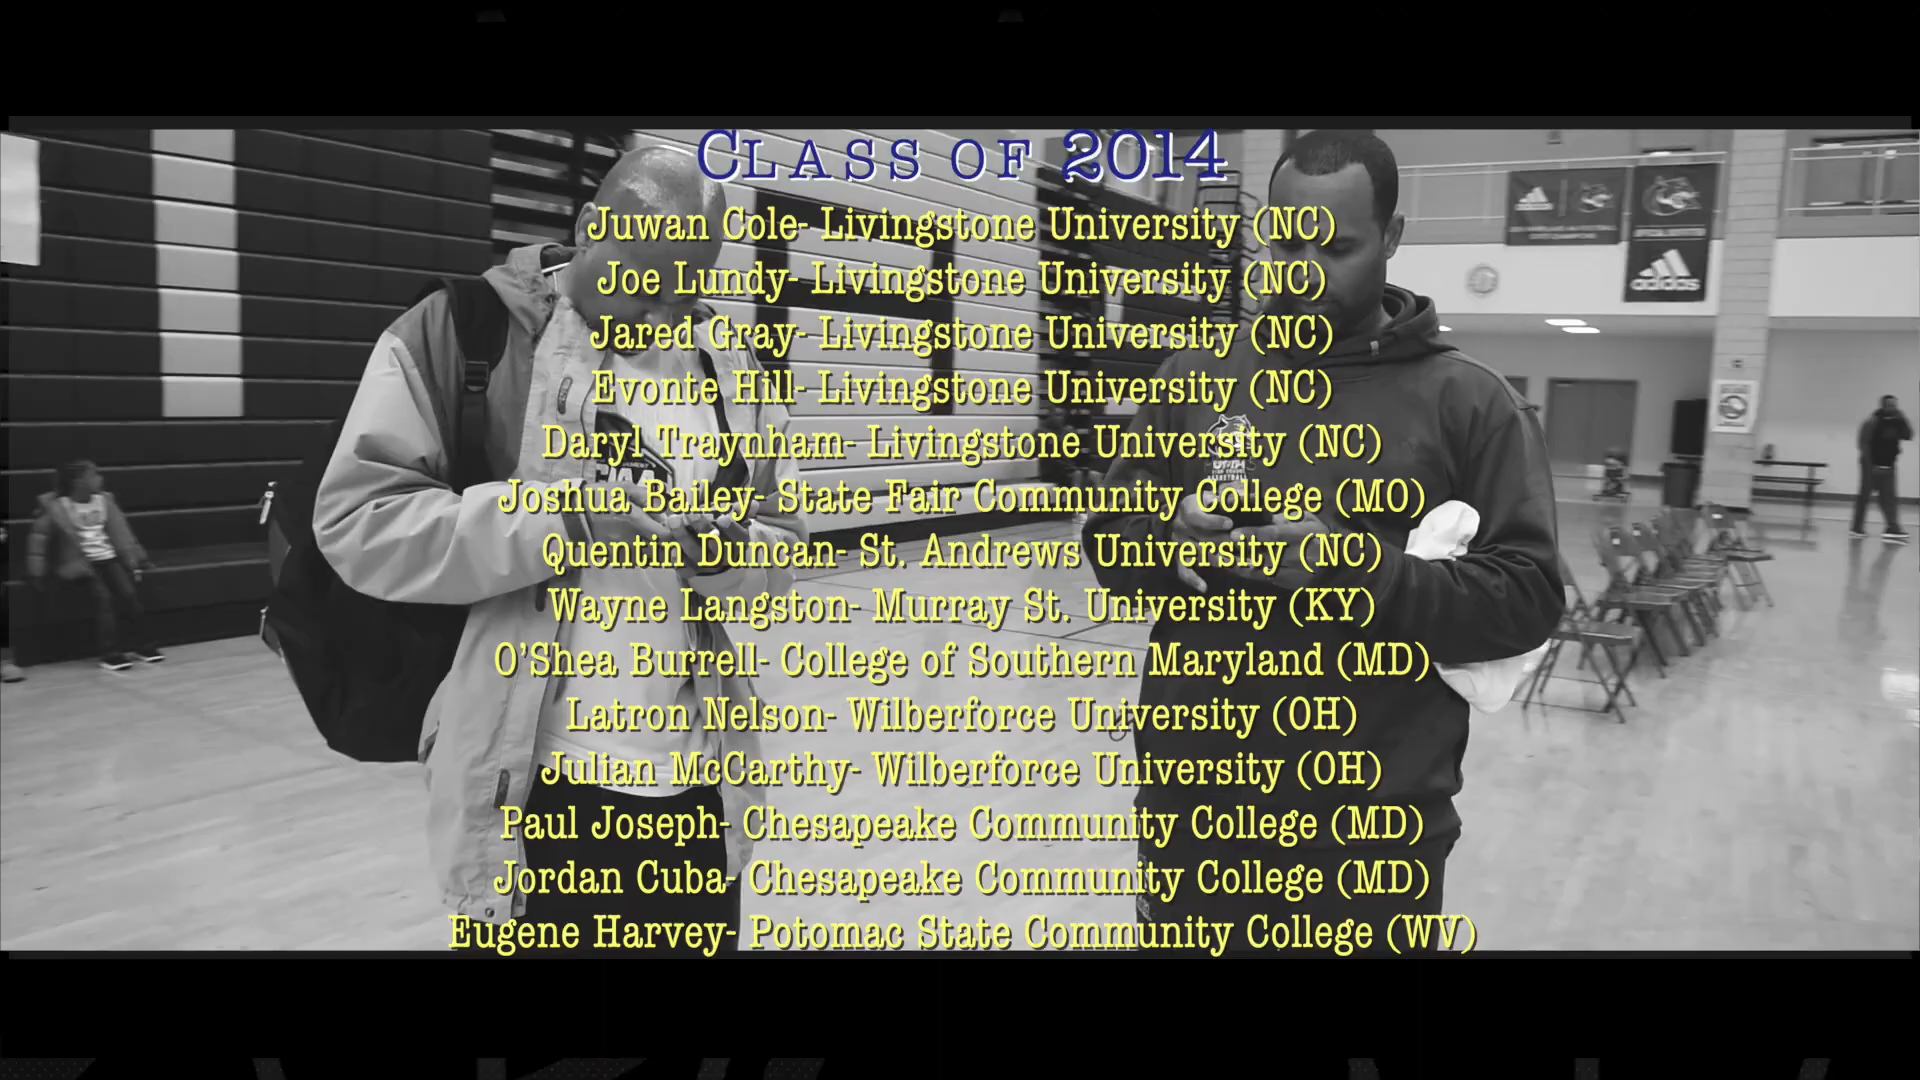 Class of 2014
Juwan Cole- Livingstone University (NC)
Joe Lundy- Livingstone University (NC)
Jared Gray- Livingstone University (NC)
Evonte Hill- Livingstone University (NC)
Daryl Traynham- Livingstone University (NC)
Joshua Bailey- State Fair Community College (MO)
Quentin Duncan- St. Andrews University (NC)
Wayne Langston- Murray St. University (KY)
O'Shea Burrell- College of Southern Maryland (MD)
Latron Nelson- Wilberforce University (OH)
Julian McCarthy- Wilberforce University (OH)
Paul Joseph- Chesapeake Community College (MD)
Jordan Cuba- Chesapeake Community College (MD)
Eugene Harvey- Potomac State Community College (WV)
adidas